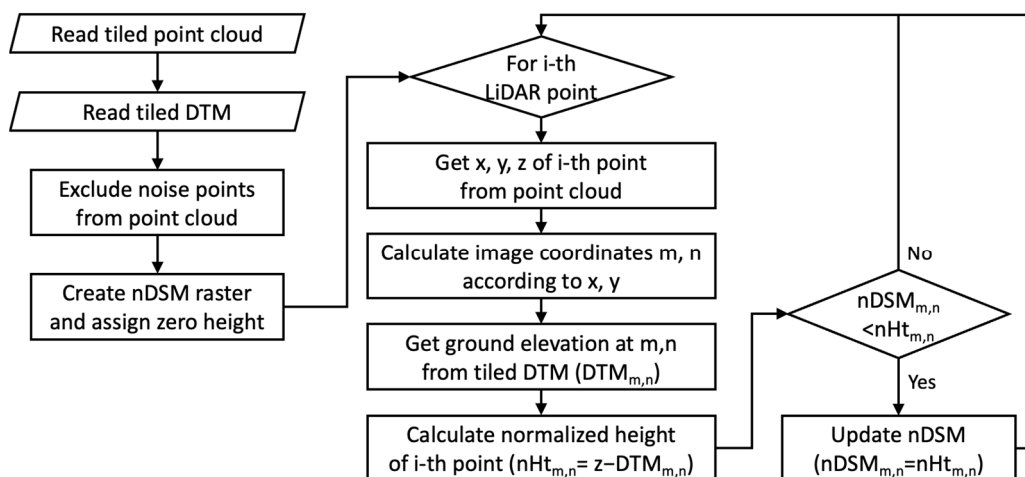 Read tiled point cloud
Read tiled DTM
Exclude noise points
from point cloud
Create nDSM raster
and assign zero height
For i-th
LiDAR point
Get x, y, z of i-th point
from point cloud
Calculate image coordinates m, n
according to x, y
Get ground elevation at m,n
from tiled DTM (DTMm,n)
Calculate normalized height
of i-th point (nHtm,n= z−DTMm,n)
No
nDSMm,n
<nHtm,n
Yes
Update nDSM
(nDSMm,n=nHtm,n)